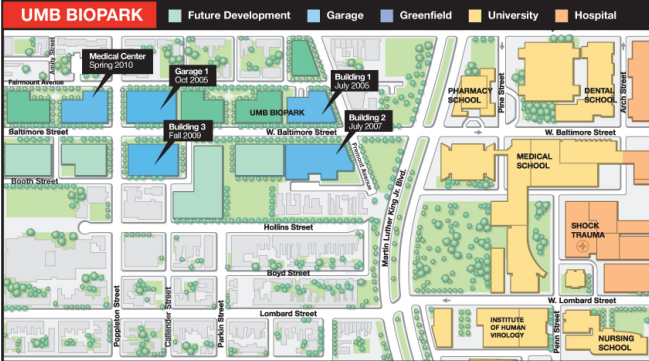 UMB BIOPARK
Future Development
Garage
Greenfield
University
Hospital
Amity Street
Medical Center
Spring 2010
Fairmount Avenue
Garage 1
Oct 2005
Building 1
July 2005
Building 2
July 2007
Building 3
Fall 2009
UMB BIOPARK
Baltimore Street
W. Baltimore Street
W. Baltimore Street
PHARMACY
SCHOOL
Pine Street
DENTAL
SCHOOL
Arch Street
MEDICAL
SCHOOL
Booth Street
Fremont Avenue
Martin Luther King Jr. Blvd.
SHOCK
TRAUMA
Hollins Street
Boyd Street
Lombard Street
W. Lombard Street
Poppleton Street
Callender Street
Parkin Street
INSTITUTE
OF HUMAN
VIROLOGY
Penn Street
NURSING
SCHOOL